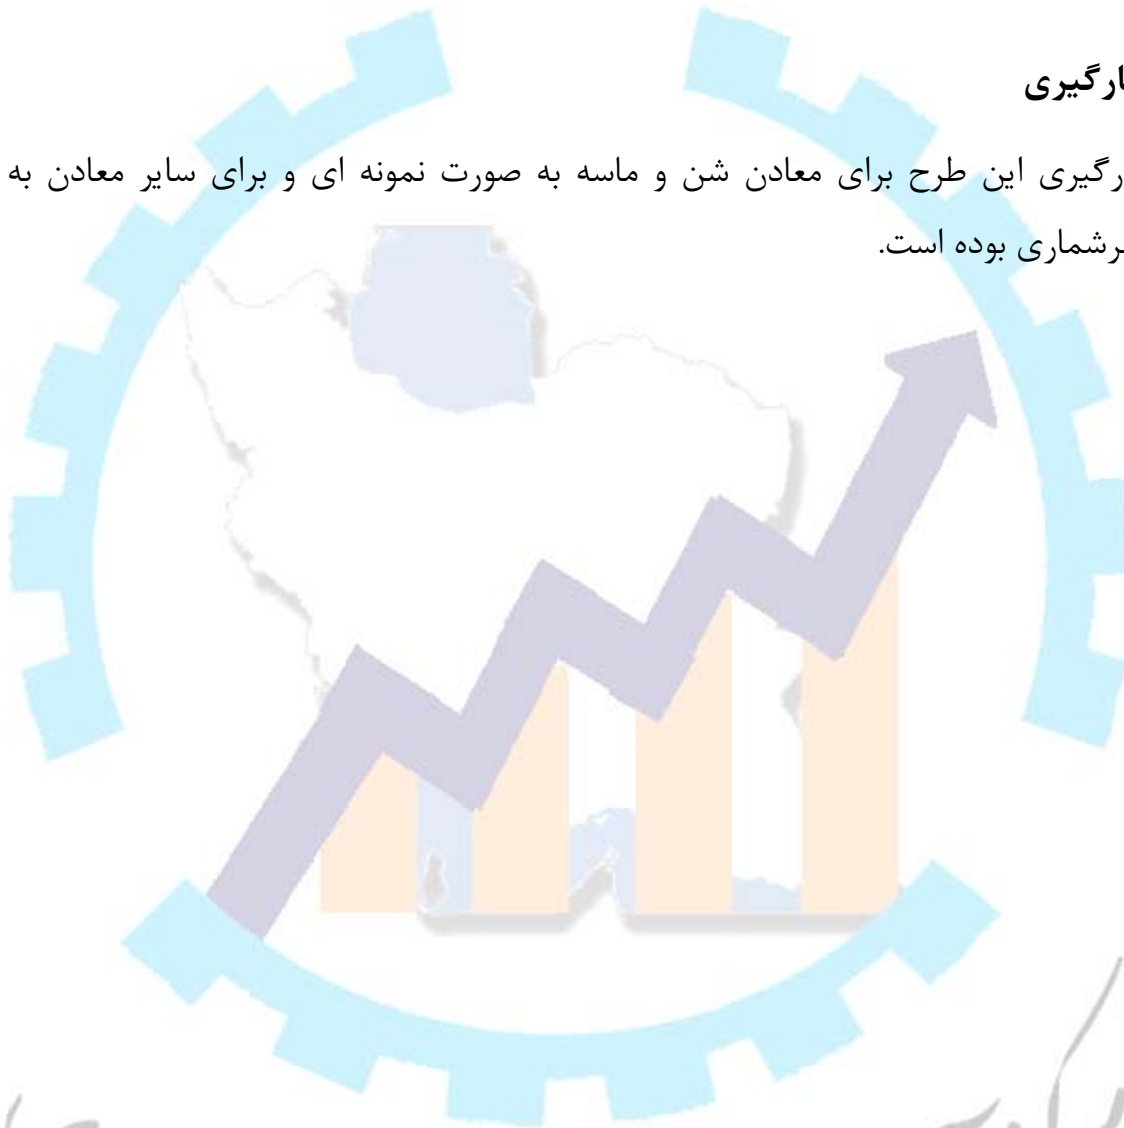 ارگیری
رگیری این طرح برای معادن شن و ماسه به صورت نمونه ای و برای سایر معادن به
رشماری بوده است.